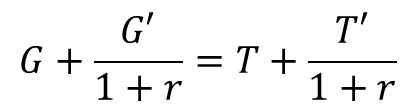 G + G′/(1 + r) = T + T′/(1 + r)